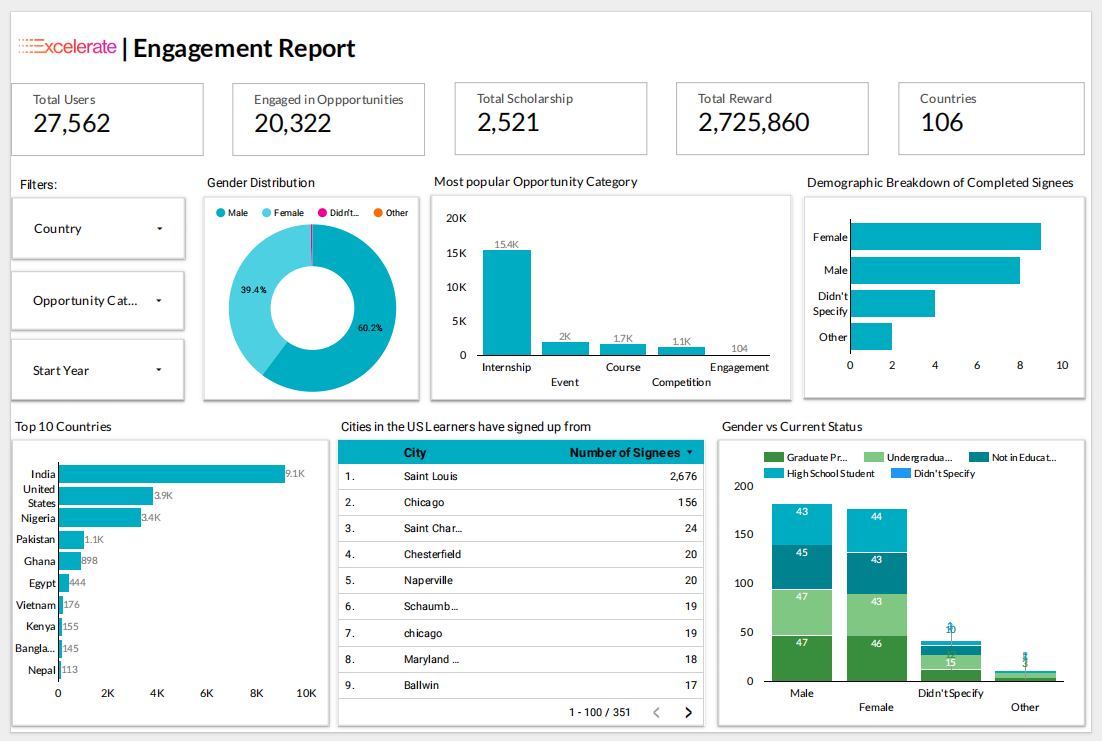 Excelerate | Engagement Report
Total Users
27,562
Engaged in Oppportunities
20,322
Total Scholarship
2,521
Total Reward
2,725,860
Countries
106
Filters:
Country
Opportunity Cat...
Start Year
Gender Distribution
Male Female Didn't... Other
39.4%
60.2%
Most popular Opportunity Category
20K
15K
10K
5K
0
15.4K
2K
1.7K
1.1K
104
Internship
Event
Course
Competition
Engagement
Demographic Breakdown of Completed Signees
Female
Male
Didn't
Specify
Other
0 2 4 6 8 10
Top 10 Countries
India 9.1K
United
States 3.9K
Nigeria 3.4K
Pakistan 1.1K
Ghana 898
Egypt 444
Vietnam 176
Kenya 155
Bangla... 145
Nepal 113
0 2K 4K 6K 8K 10K
Cities in the US Learners have signed up from
City Number of Signees
1. Saint Louis 2,676
2. Chicago 156
3. Saint Char... 24
4. Chesterfield 20
5. Naperville 20
6. Schaumb... 19
7. chicago 19
8. Maryland ... 18
9. Ballwin 17
1 - 100 / 351
Gender vs Current Status
Graduate Pr... Undergradua... Not in Educat...
High School Student Didn't Specify
200
150
100
50
0
43
45
47
47
44
43
43
46
10
15
3
Male
Female
Didn't Specify
Other